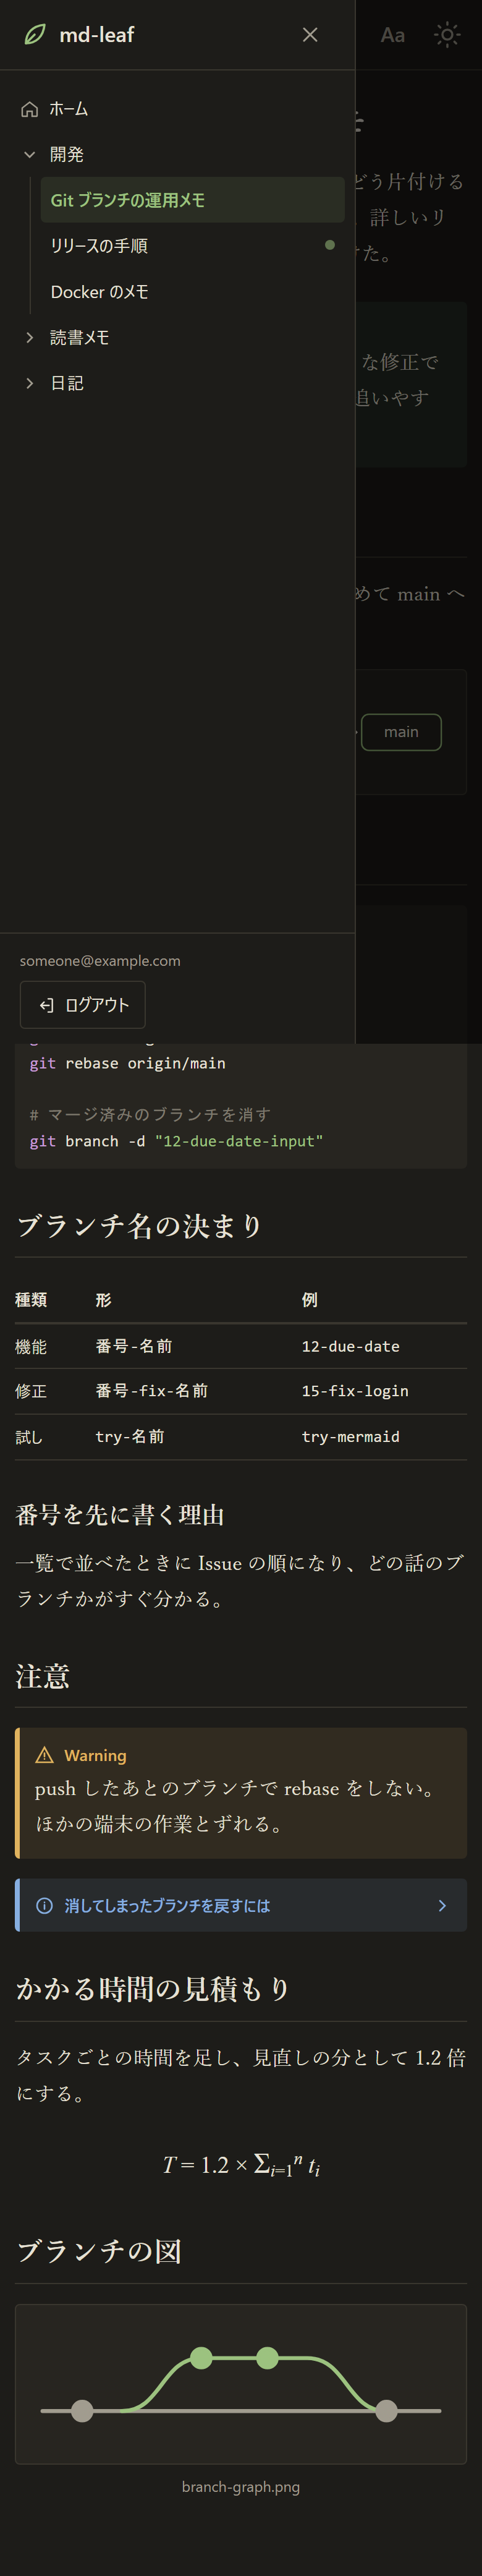 md-leaf
Aa
ホーム
開発
Git ブランチの運用メモ
リリースの手順
Docker のメモ
読書メモ
日記
どう片付ける
詳しいリ
た。
な修正で
追いやす
めて main へ
main
someone@example.com
ログアウト
git rebase origin/main
# マージ済みのブランチを消す
git branch -d "12-due-date-input"
ブランチ名の決まり
種類 形 例
機能 番号-名前 12-due-date
修正 番号-fix-名前 15-fix-login
試し try-名前 try-mermaid
番号を先に書く理由
一覧で並べたときに Issue の順になり、どの話のブ
ランチかがすぐ分かる。
注意
Warning
push したあとのブランチで rebase をしない。
ほかの端末の作業とずれる。
消してしまったブランチを戻すには
かかる時間の見積もり
タスクごとの時間を足し、見直しの分として 1.2 倍
にする。
T = 1.2 × Σi=1n ti
ブランチの図
branch-graph.png